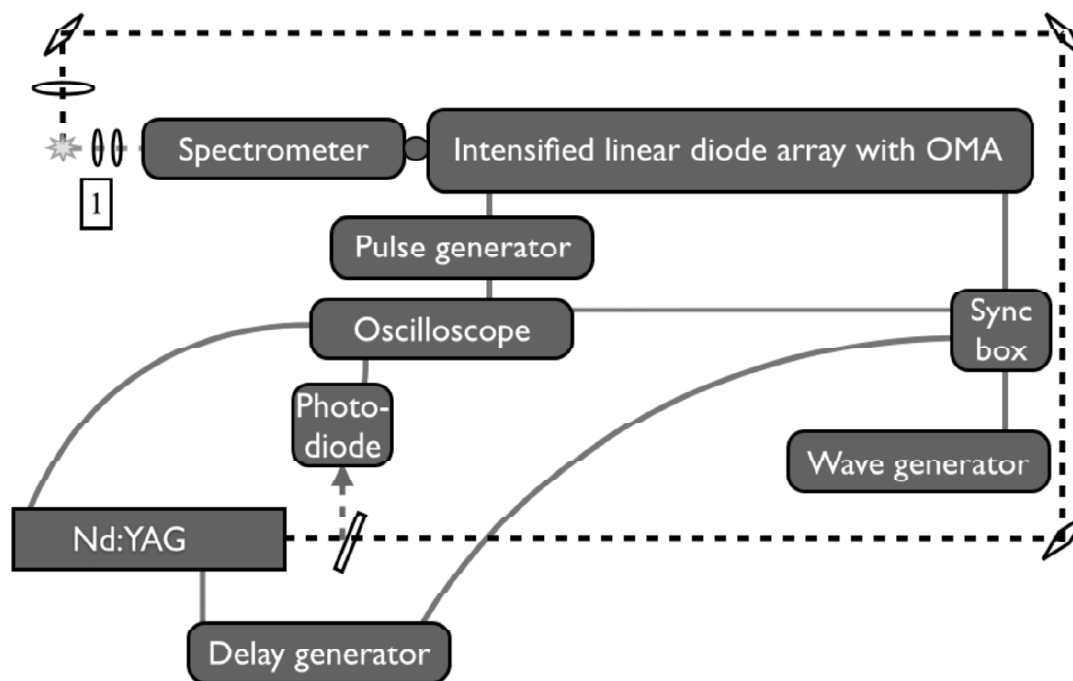 Spectrometer
Intensified linear diode array with OMA
1
Pulse generator
Oscilloscope
Sync
box
Photo-
diode
Wave generator
Nd:YAG
Delay generator